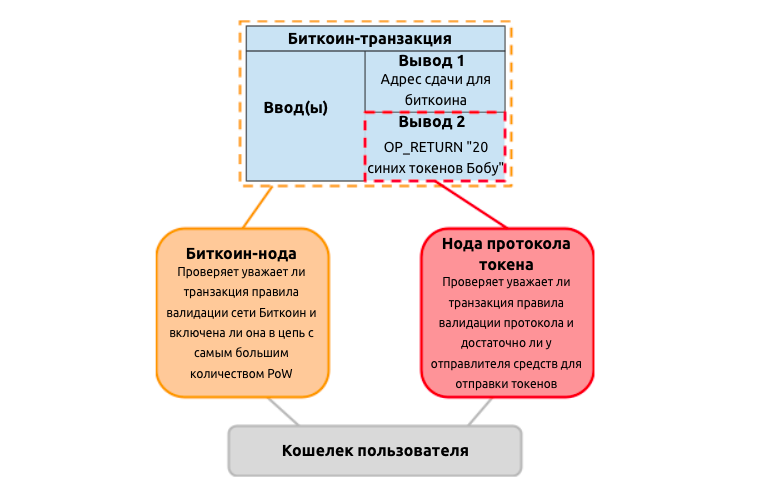 Биткоин-транзакция
Ввод(ы)
Вывод 1
Адрес сдачи для
биткоина
Вывод 2
OP_RETURN "20
синих токенов Бобу"
Биткоин-нода
Проверяет уважает ли
транзакция правила
валидации сети Биткоин и
включена ли она в цепь с
самым большим
количеством PoW
Нода протокола
токена
Проверяет уважает ли
транзакция правила
валидации протокола и
достаточно ли у
отправлителя средств для
отправки токенов
Кошелек пользователя